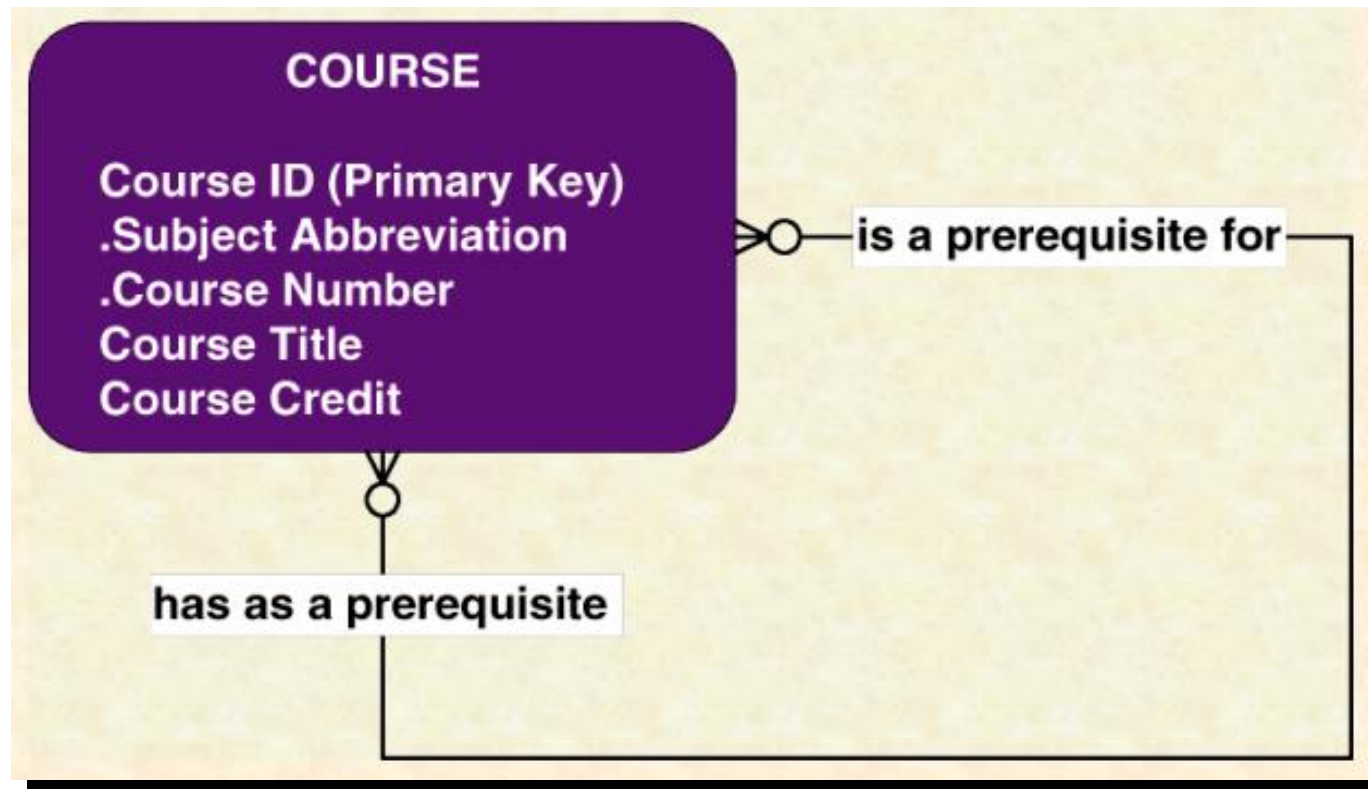 COURSE
Course ID (Primary Key)
.Subject Abbreviation
.Course Number
Course Title
Course Credit
is a prerequisite for
has as a prerequisite